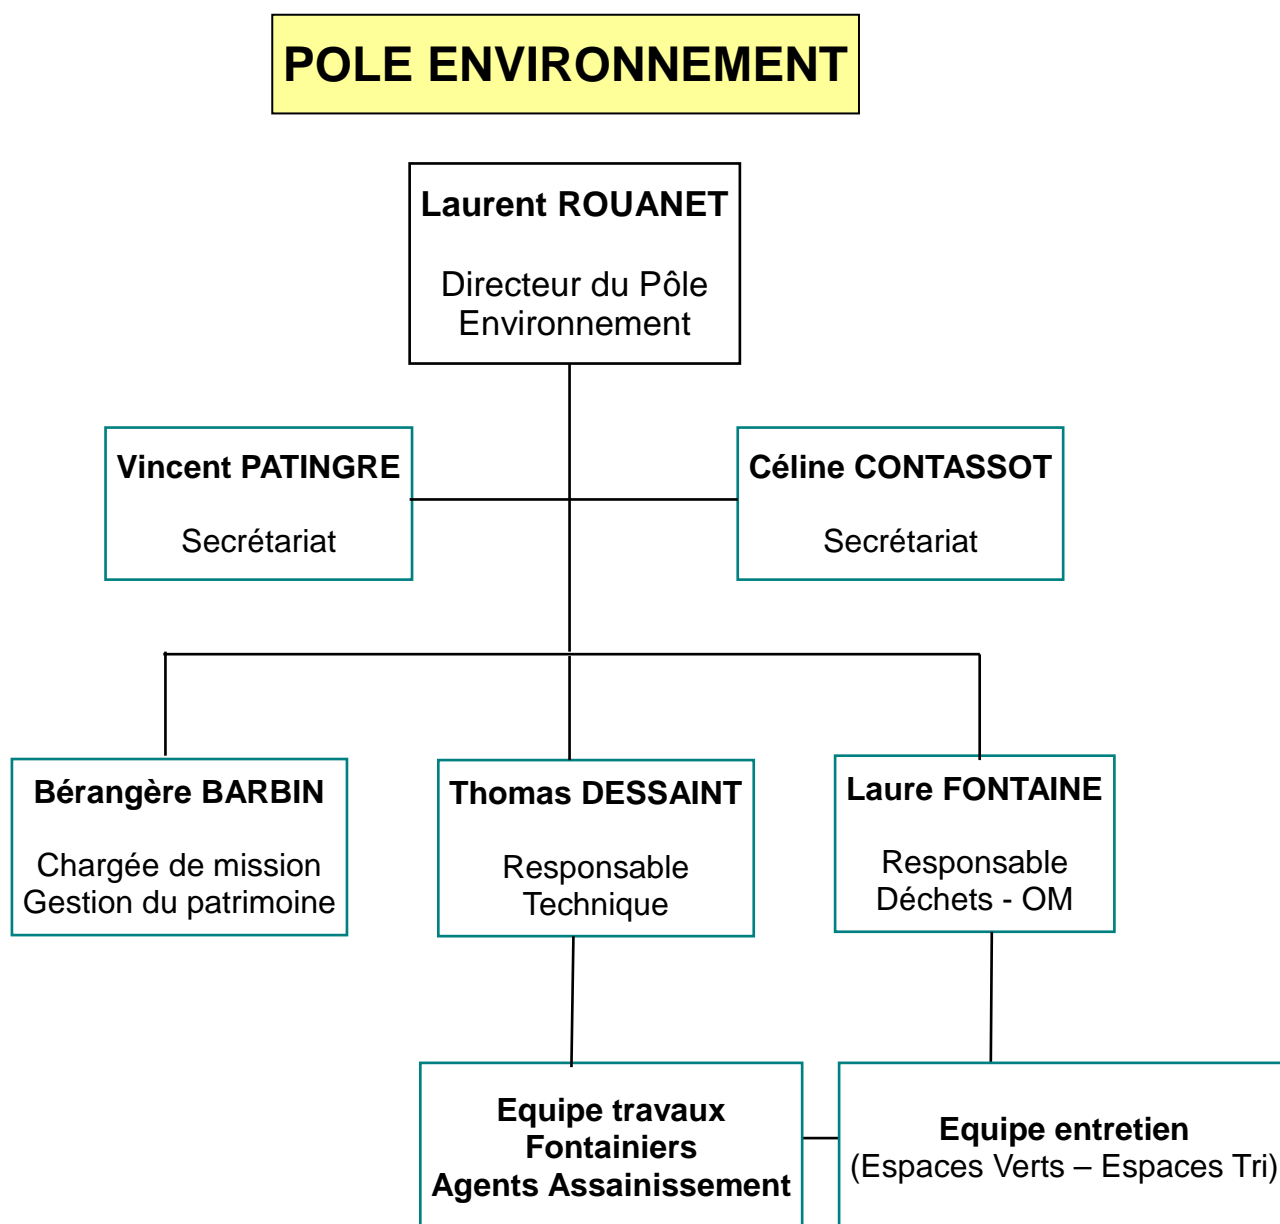 POLE ENVIRONNEMENT
Laurent ROUANET
Directeur du Pôle
Environnement
Vincent PATINGRE
Secrétariat
Céline CONTASSOT
Secrétariat
Bérangère BARBIN
Chargée de mission
Gestion du patrimoine
Thomas DESSAINT
Responsable
Technique
Laure FONTAINE
Responsable
Déchets - OM
Equipe travaux
Fontainiers
Agents Assainissement
Equipe entretien
(Espaces Verts – Espaces Tri)